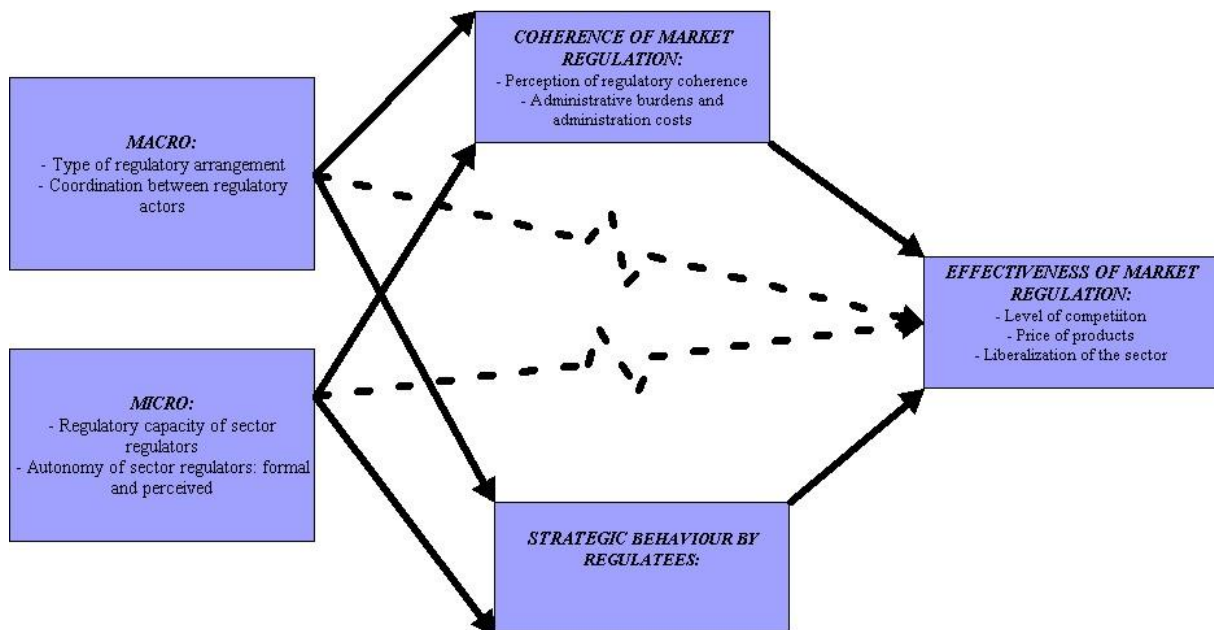 COHERENCE OF MARKET
REGULATION:
- Perception of regulatory coherence
- Administrative burdens and
administration costs
MACRO:
- Type of regulatory arrangement
- Coordination between regulatory
actors
EFFECTIVENESS OF MARKET
REGULATION:
- Level of competiiton
- Price of products
- Liberalization of the sector
MICRO:
- Regulatory capacity of sector
regulators
- Autonomy of sector regulators: formal
and perceived
STRATEGIC BEHAVIOUR BY
REGULATEES: